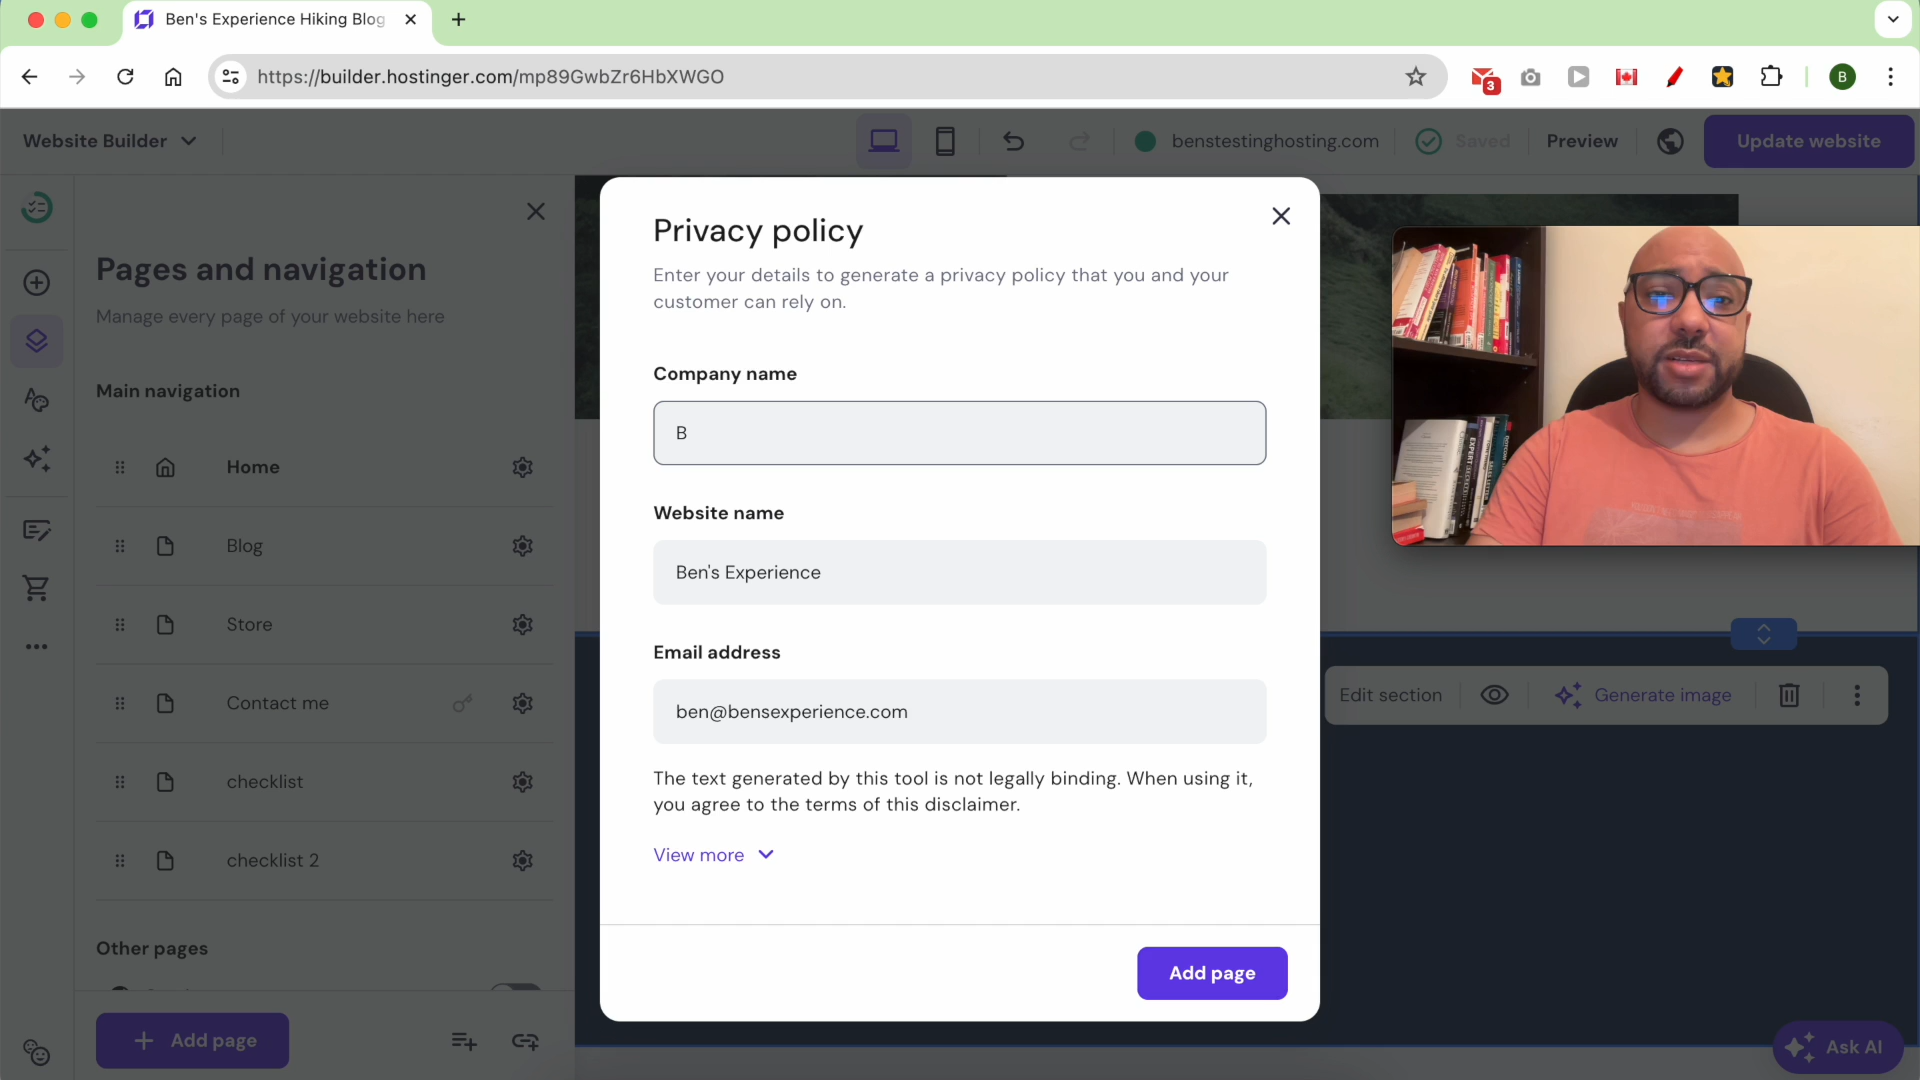 Ben's Experience Hiking Blog
https://builder.hostinger.com/mp89GwbZr6HbXWGO
3
B
Website Builder
benstestinghosting.com
Saved
Preview
Update website
Pages and navigation
Manage every page of your website here
Main navigation
Home
Blog
Store
Contact me
checklist
checklist 2
Other pages
Add page
Privacy policy
Enter your details to generate a privacy policy that you and your
customer can rely on.
Company name
B
Website name
Ben's Experience
Email address
ben@bensexperience.com
The text generated by this tool is not legally binding. When using it,
you agree to the terms of this disclaimer.
View more
Add page
Edit section
Generate image
Ask AI